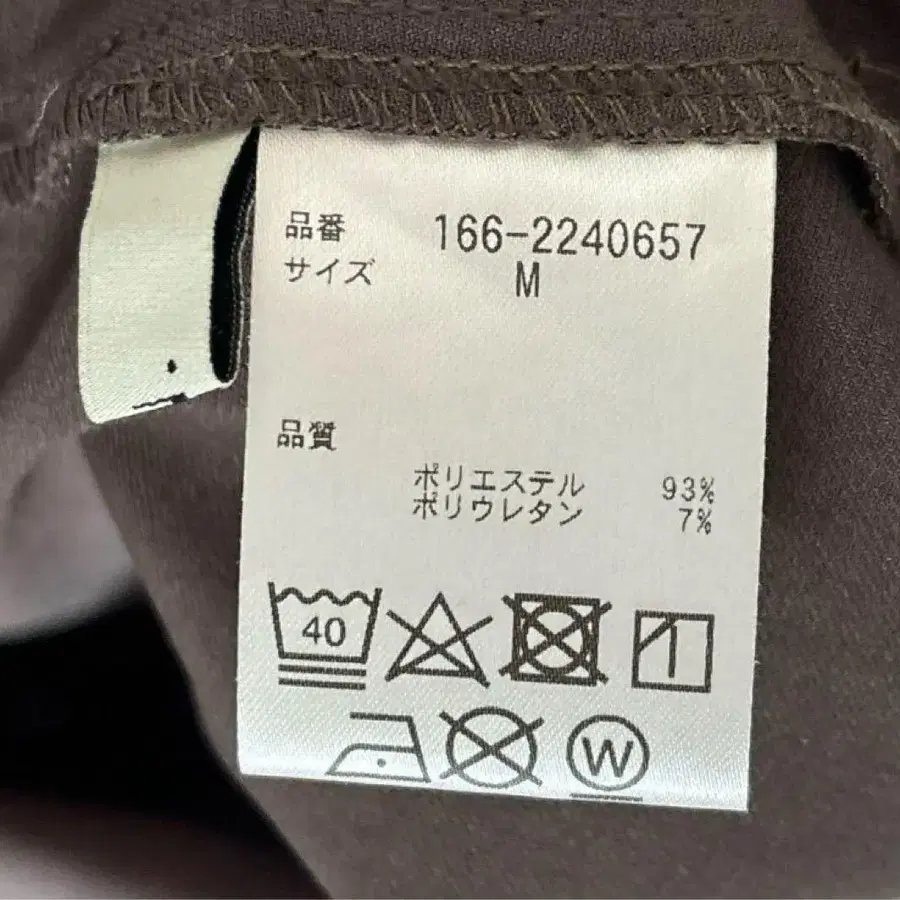 品番 166-2240657
サイズ M
品質
ポリエステル 93%
ポリウレタン 7%
40
W